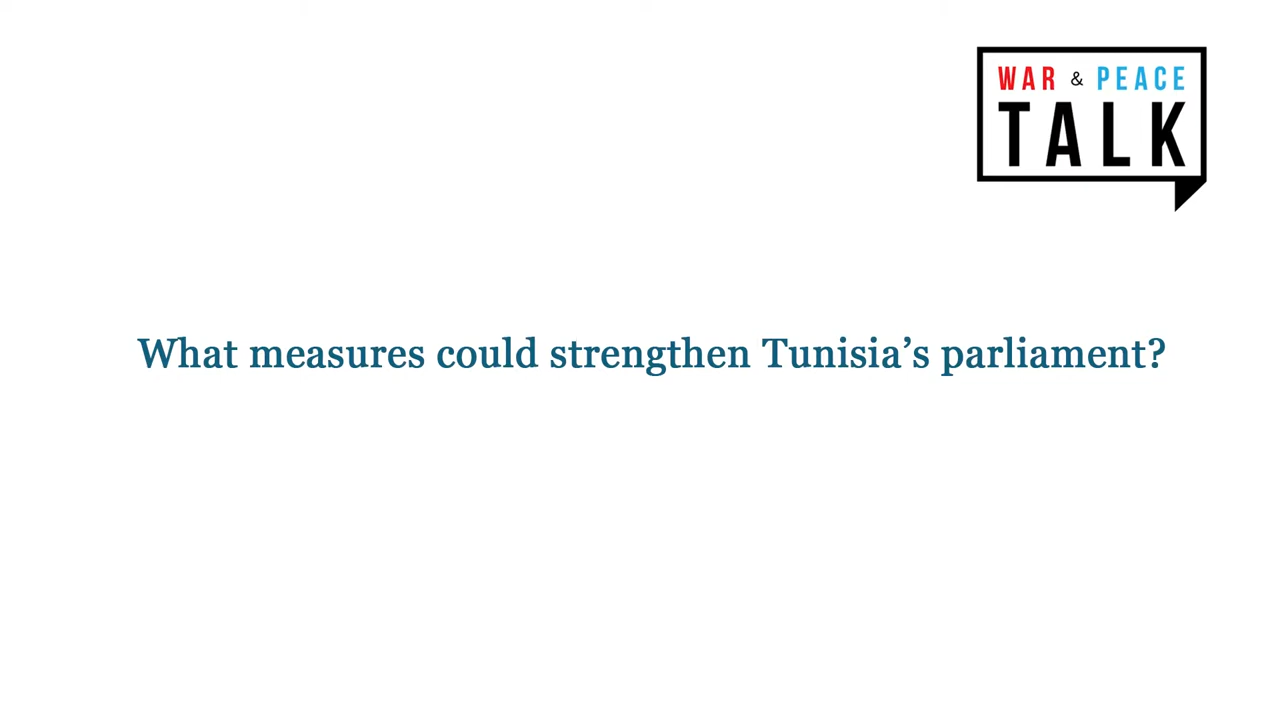 WAR & PEACE
TALK
What measures could strengthen Tunisia’s parliament?